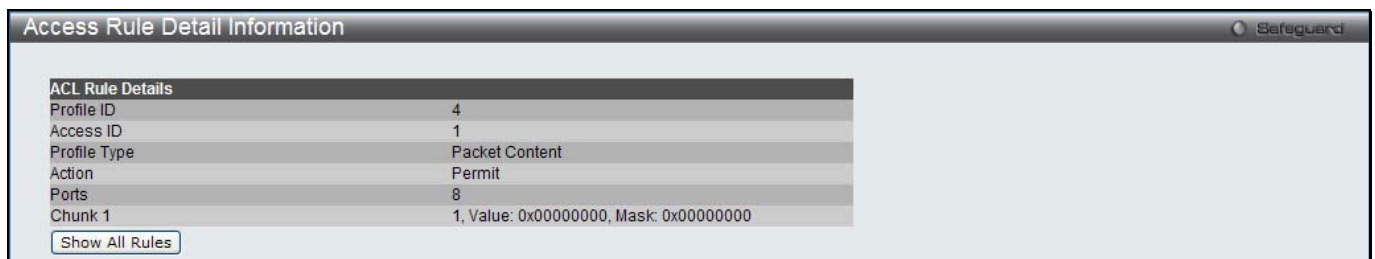 Access Rule Detail Information
Safeguard
ACL Rule Details
Profile ID 4
Access ID 1
Profile Type Packet Content
Action Permit
Ports 8
Chunk 1 1, Value: 0x00000000, Mask: 0x00000000
Show All Rules